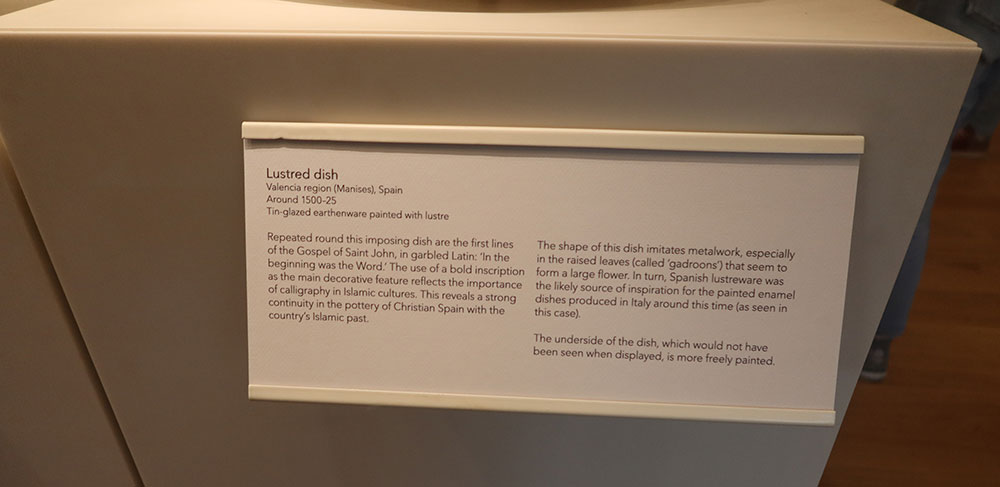 Lustred dish
Valencia region (Manises), Spain
Around 1500–25
Tin-glazed earthenware painted with lustre
Repeated round this imposing dish are the first lines
of the Gospel of Saint John, in garbled Latin: ‘In the
beginning was the Word.’ The use of a bold inscription
as the main decorative feature reflects the importance
of calligraphy in Islamic cultures. This reveals a strong
continuity in the pottery of Christian Spain with the
country’s Islamic past.
The shape of this dish imitates metalwork, especially
in the raised leaves (called ‘gadroons’) that seem to
form a large flower. In turn, Spanish lustreware was
the likely source of inspiration for the painted enamel
dishes produced in Italy around this time (as seen in
this case).
The underside of the dish, which would not have
been seen when displayed, is more freely painted.